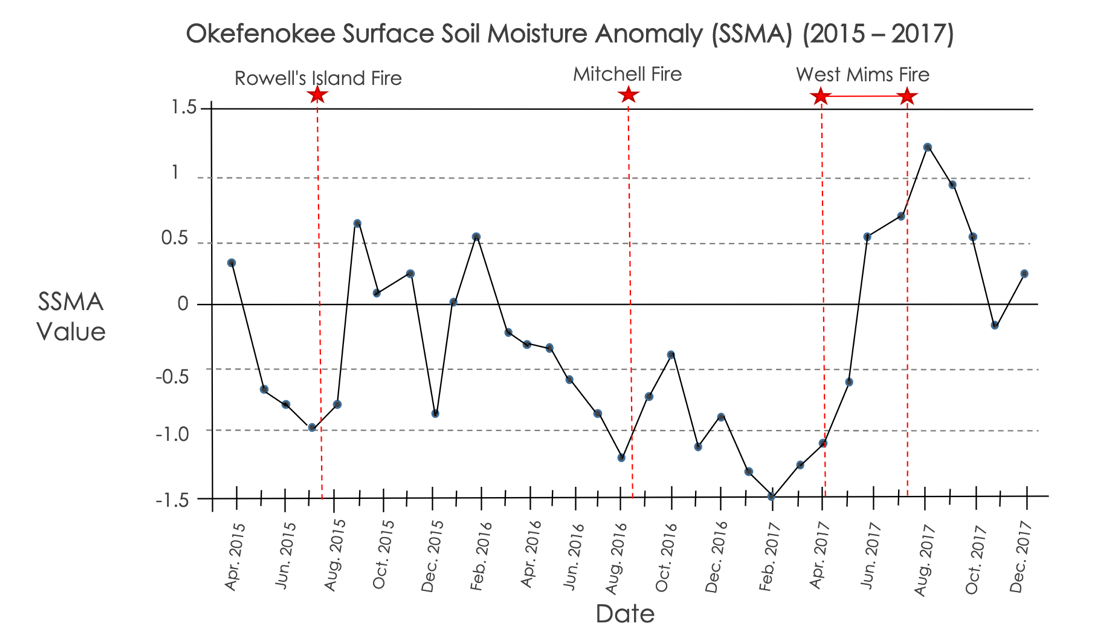 Okefenokee Surface Soil Moisture Anomaly (SSMA) (2015 – 2017)
Rowell's Island Fire
Mitchell Fire
West Mims Fire
1.5
1
0.5
0
-0.5
-1.0
-1.5
SSMA
Value
Apr. 2015
Jun. 2015
Aug. 2015
Oct. 2015
Dec. 2015
Feb. 2016
Apr. 2016
Jun. 2016
Aug. 2016
Oct. 2016
Dec. 2016
Feb. 2017
Apr. 2017
Jun. 2017
Aug. 2017
Oct. 2017
Dec. 2017
Date